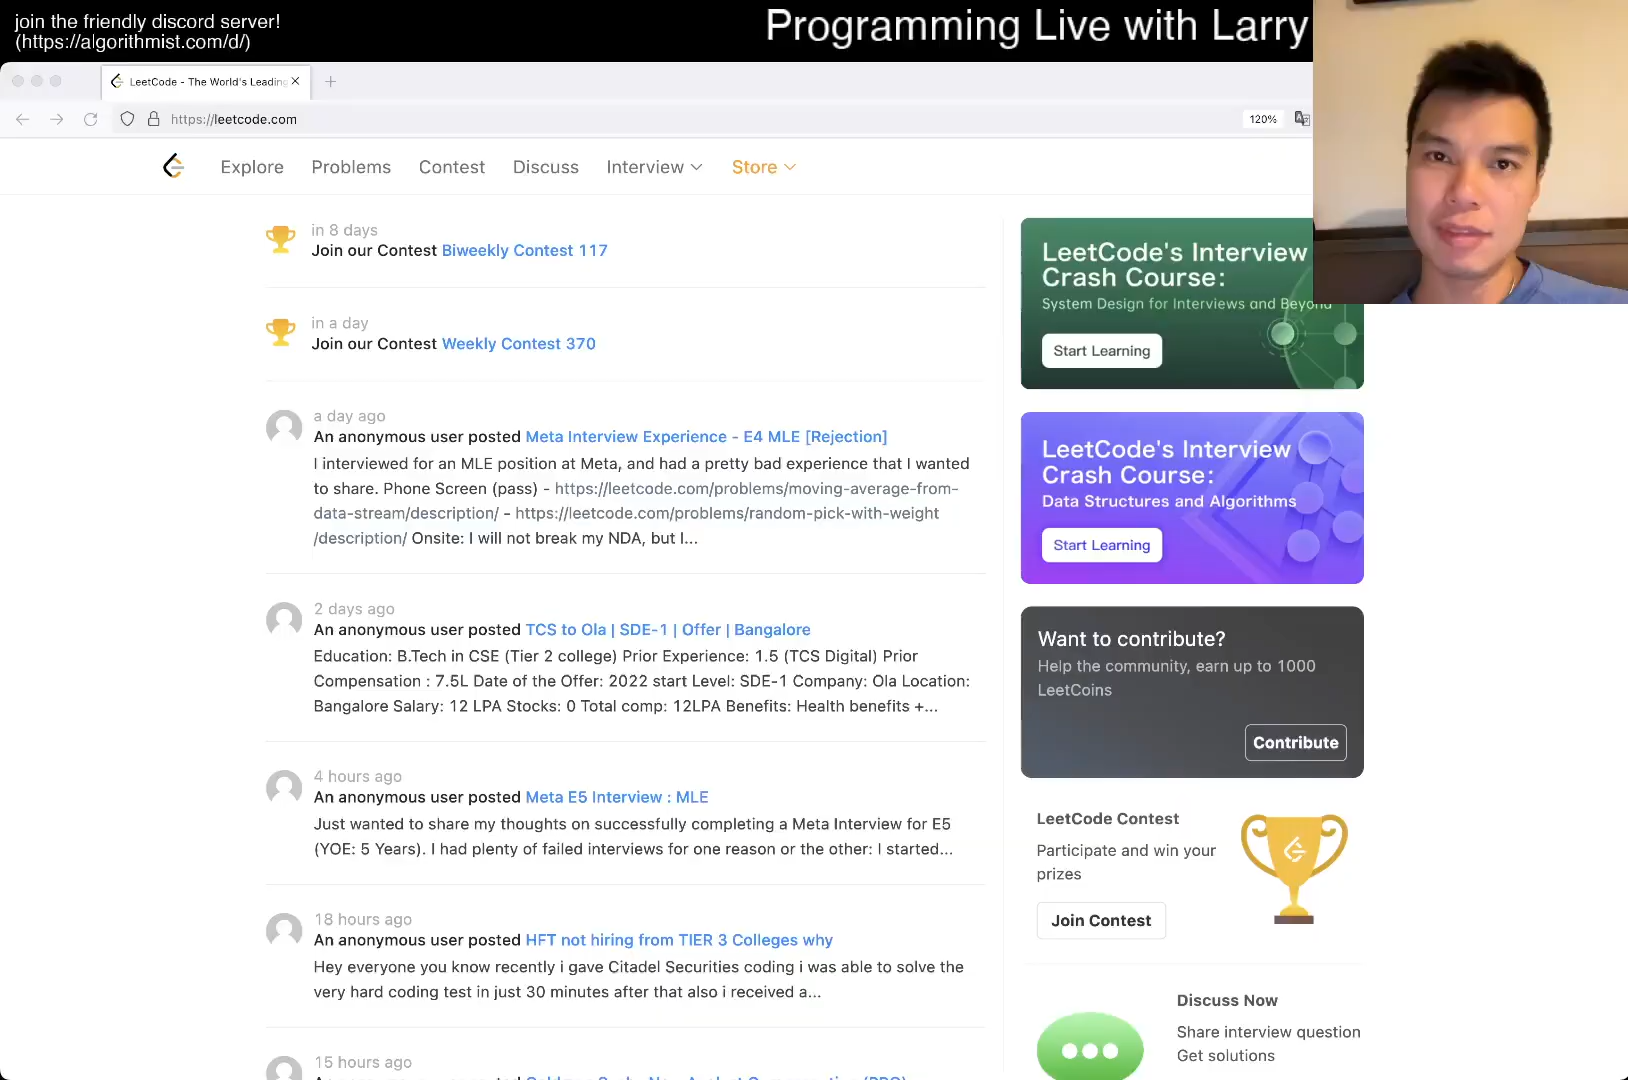 join the friendly discord server!
(https://algorithmist.com/d/)
Programming Live with Larry
LeetCode - The World's Leading
https://leetcode.com
120%
Explore
Problems
Contest
Discuss
Interview
Store
in 8 days
Join our Contest Biweekly Contest 117
in a day
Join our Contest Weekly Contest 370
a day ago
An anonymous user posted Meta Interview Experience - E4 MLE [Rejection]
I interviewed for an MLE position at Meta, and had a pretty bad experience that I wanted
to share. Phone Screen (pass) - https://leetcode.com/problems/moving-average-from-
data-stream/description/ - https://leetcode.com/problems/random-pick-with-weight
/description/ Onsite: I will not break my NDA, but I...
2 days ago
An anonymous user posted TCS to Ola | SDE-1 | Offer | Bangalore
Education: B.Tech in CSE (Tier 2 college) Prior Experience: 1.5 (TCS Digital) Prior
Compensation : 7.5L Date of the Offer: 2022 start Level: SDE-1 Company: Ola Location:
Bangalore Salary: 12 LPA Stocks: 0 Total comp: 12LPA Benefits: Health benefits +...
4 hours ago
An anonymous user posted Meta E5 Interview : MLE
Just wanted to share my thoughts on successfully completing a Meta Interview for E5
(YOE: 5 Years). I had plenty of failed interviews for one reason or the other: I started...
18 hours ago
An anonymous user posted HFT not hiring from TIER 3 Colleges why
Hey everyone you know recently i gave Citadel Securities coding i was able to solve the
very hard coding test in just 30 minutes after that also i received a...
15 hours ago
LeetCode's Interview
Crash Course:
System Design for Interviews and Beyond
Start Learning
LeetCode's Interview
Crash Course:
Data Structures and Algorithms
Start Learning
Want to contribute?
Help the community, earn up to 1000
LeetCoins
Contribute
LeetCode Contest
Participate and win your
prizes
Join Contest
Discuss Now
Share interview question
Get solutions